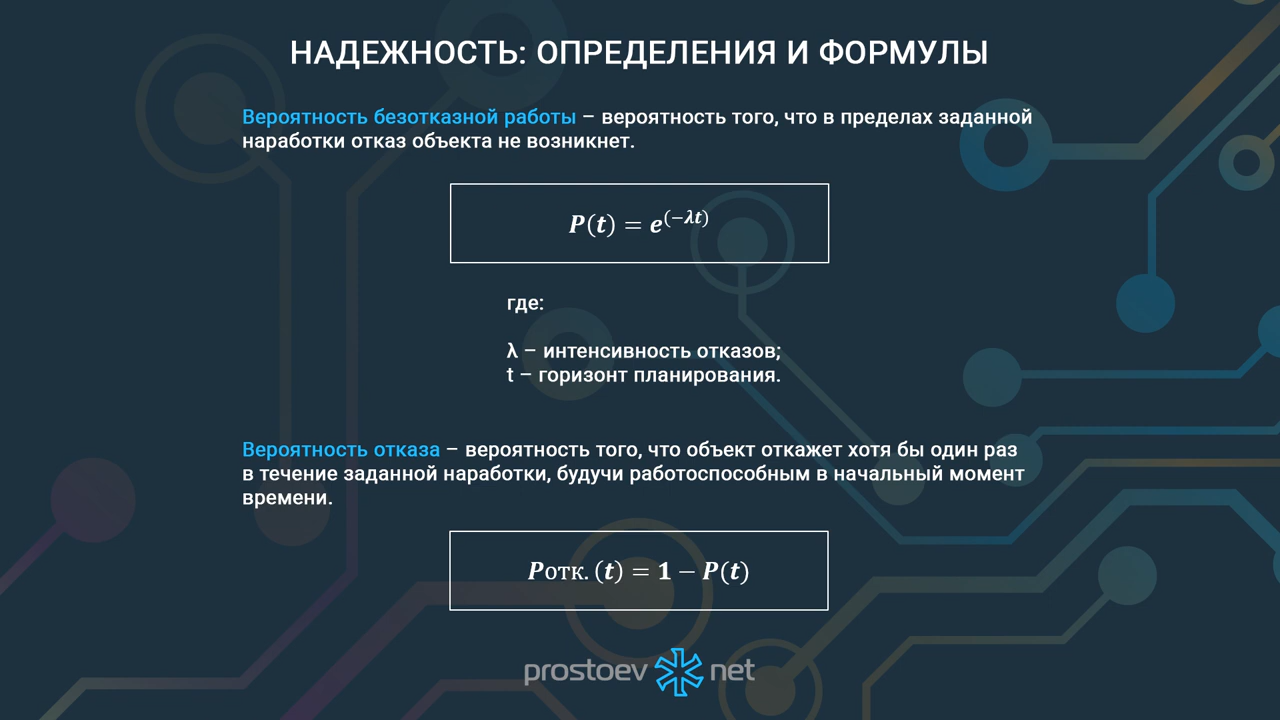 НАДЕЖНОСТЬ: ОПРЕДЕЛЕНИЯ И ФОРМУЛЫ
Вероятность безотказной работы – вероятность того, что в пределах заданной
наработки отказ объекта не возникнет.
P(t) = e^(−λt)
где:
λ – интенсивность отказов;
t – горизонт планирования.
Вероятность отказа – вероятность того, что объект откажет хотя бы один раз
в течение заданной наработки, будучи работоспособным в начальный момент
времени.
Pотк. (t) = 1 − P(t)
prostoev net